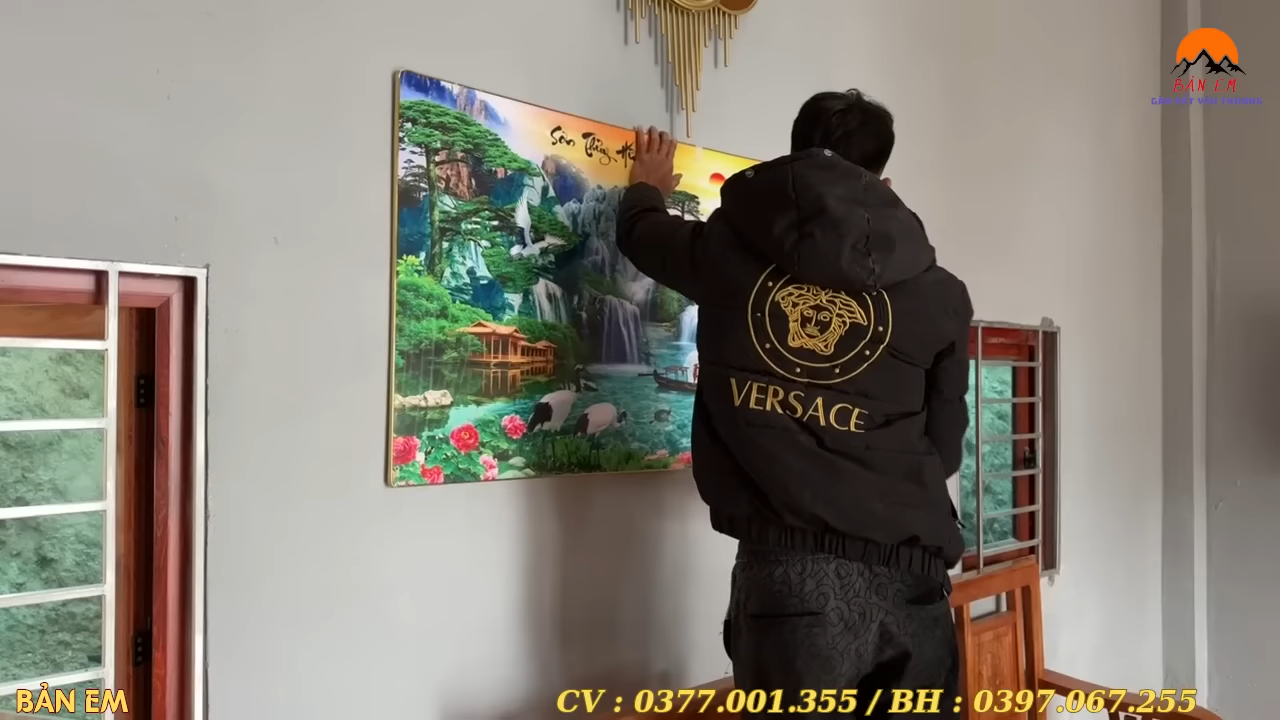 BẢN EM
Sơn Thủy
VERSACE
BẢN EM
CV : 0377.001.355 / BH : 0397.067.255